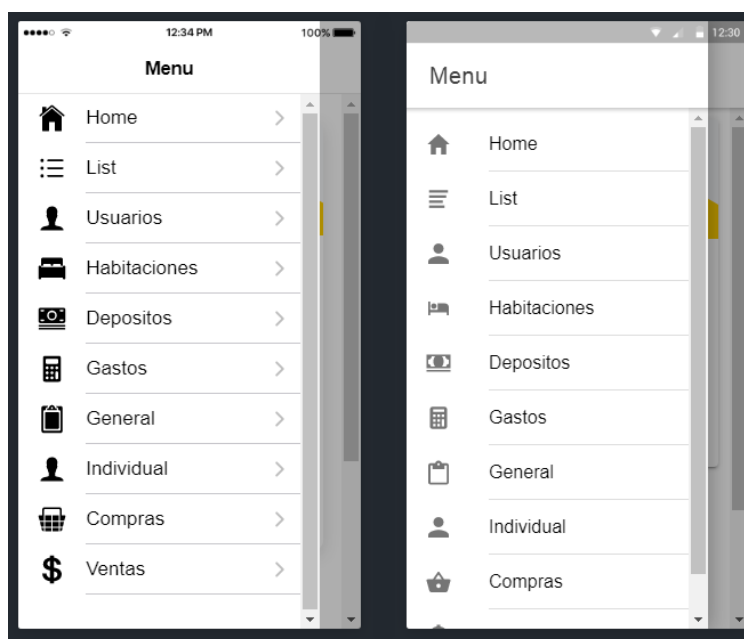 12:34 PM
100%
Menu
Home
List
Usuarios
Habitaciones
Depositos
Gastos
General
Individual
Compras
Ventas
12:30
Menu
Home
List
Usuarios
Habitaciones
Depositos
Gastos
General
Individual
Compras